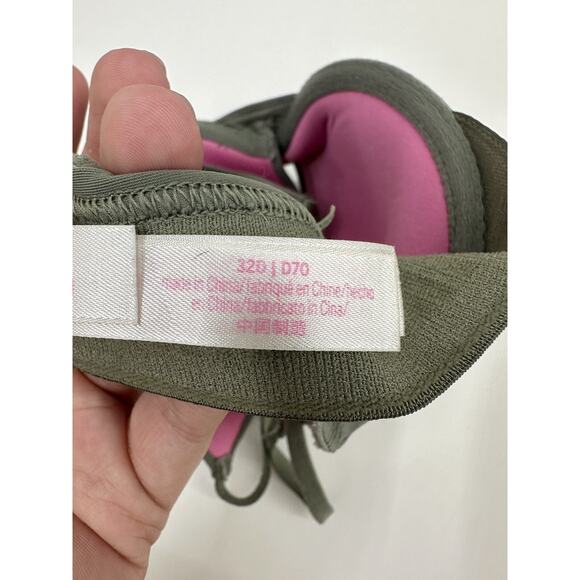 32D | D70
made in China/ fabriqué en Chine/hecho
en China/ fabbricato in Cina/
中国制造